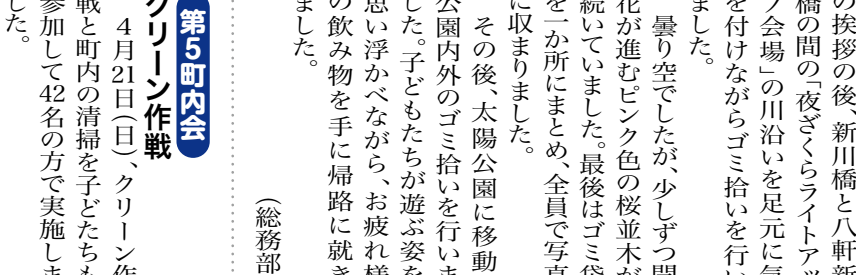 の挨拶の後、新川橋と八軒新
橋の間の「夜ざくらライトアッ
プ会場」の川沿いを足元に気
を付けながらゴミ拾いを行い
ました。
曇り空でしたが、少しずつ開
花が進むピンク色の桜並木が
続いていました。最後はゴミ袋
を一か所にまとめ、全員で写真
に収まりました。
その後、太陽公園に移動
公園内外のゴミ拾いを行いま
した。子どもたちが遊ぶ姿を
思い浮かべながら、お疲れ様
の飲み物を手に帰路に就き
ました。
(総務部
第5町内会
クリーン作戦
4月21日(日)、クリーン作
戦と町内の清掃を子どたちも
参加して42名の方で実施しま
した。